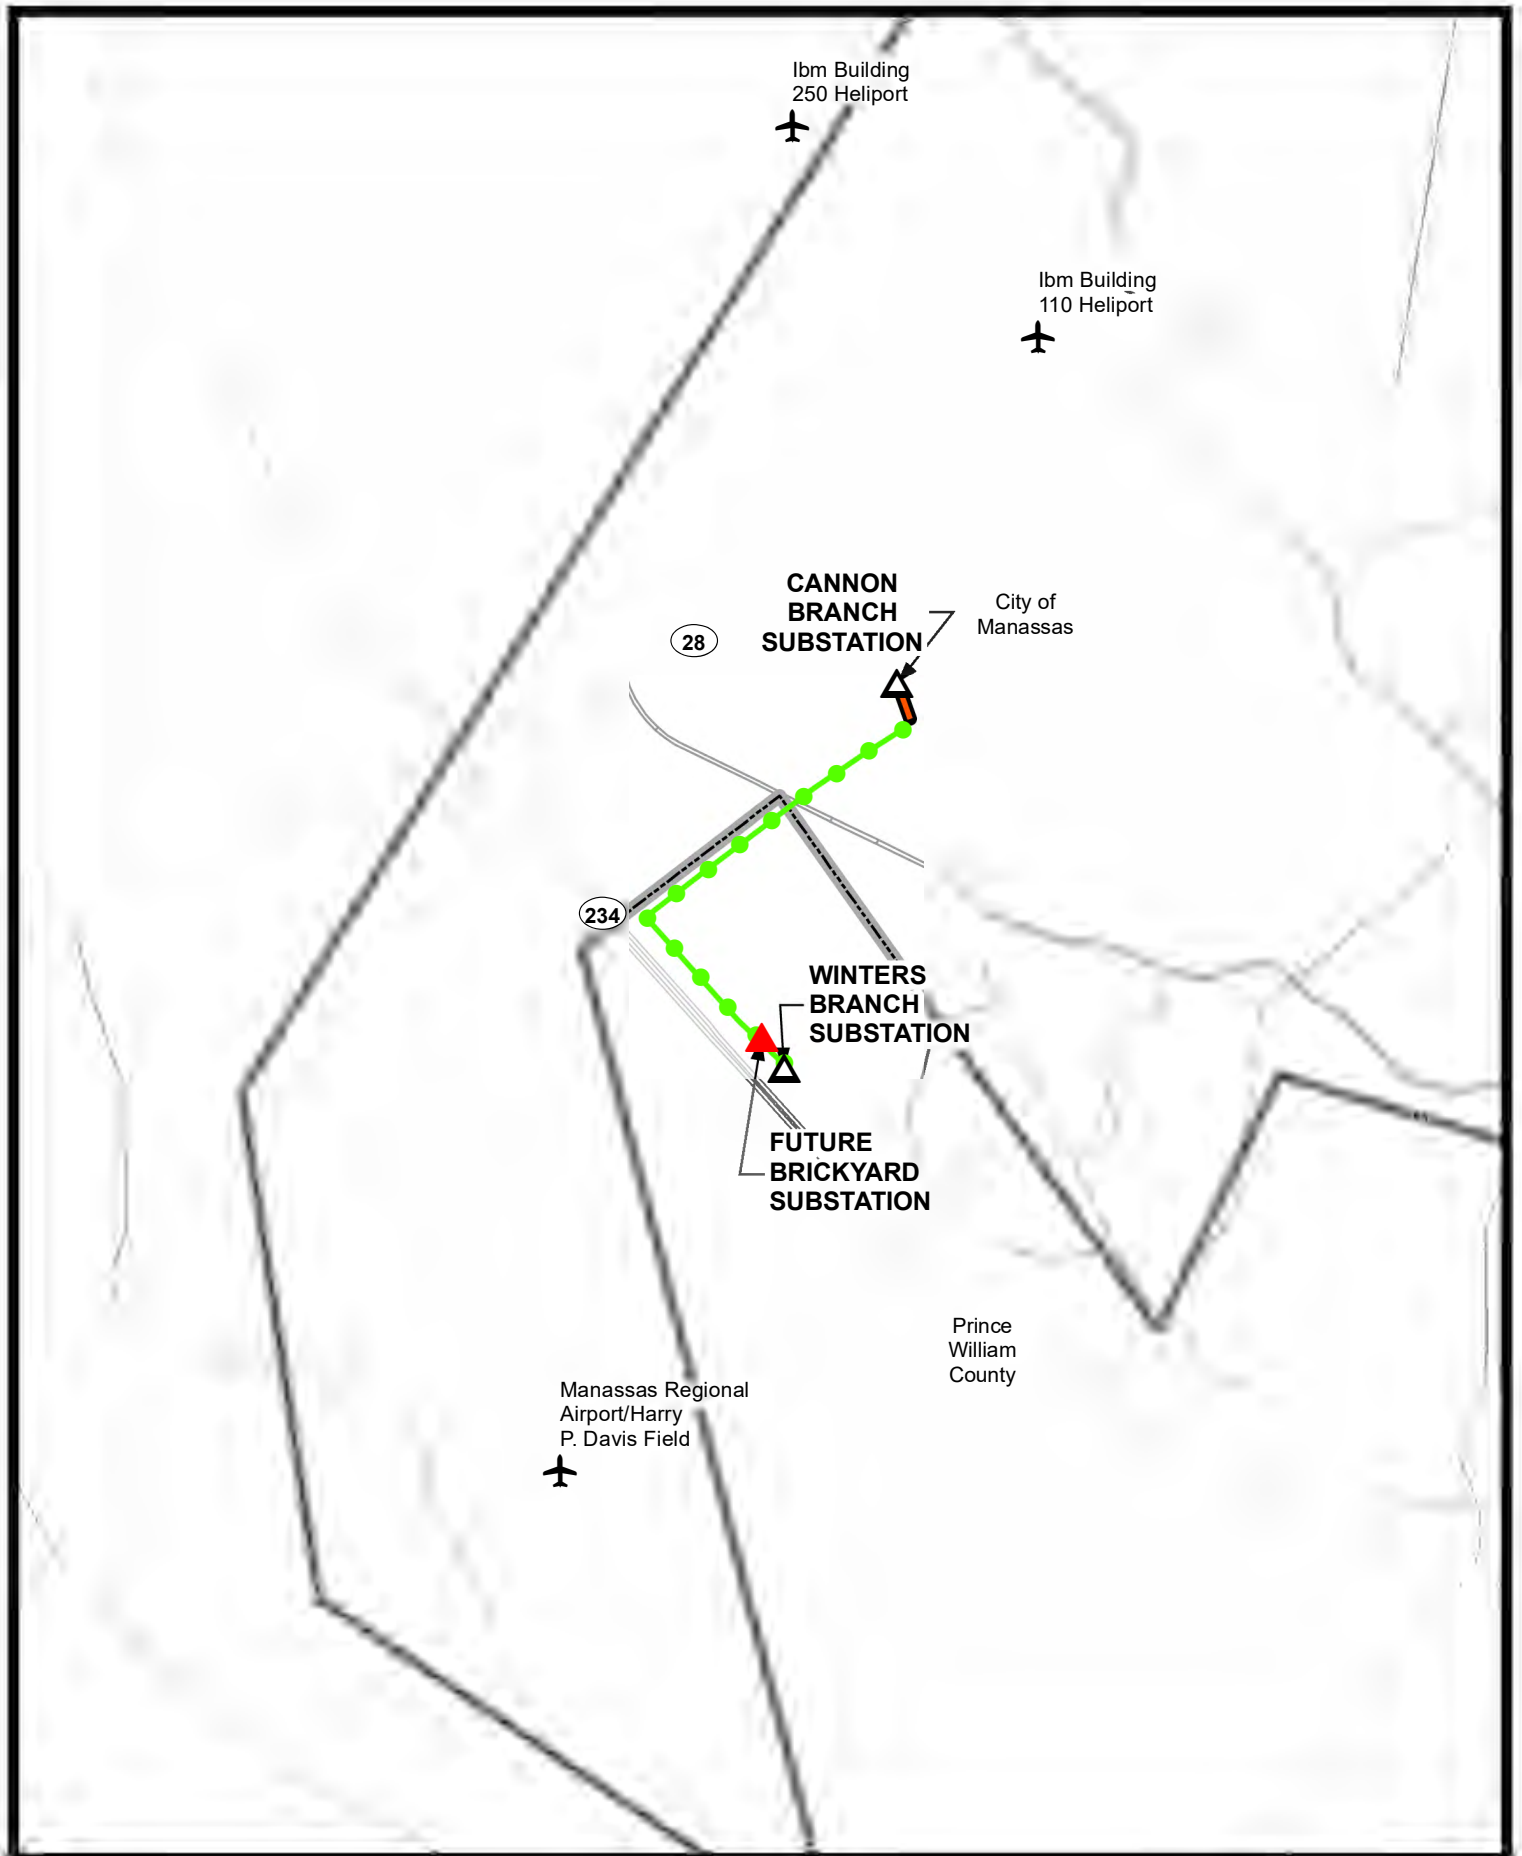 Ibm Building
250 Heliport
Ibm Building
110 Heliport
CANNON
BRANCH
SUBSTATION
City of
Manassas
28
234
WINTERS
BRANCH
SUBSTATION
FUTURE
BRICKYARD
SUBSTATION
Prince
William
County
Manassas Regional
Airport/Harry
P. Davis Field